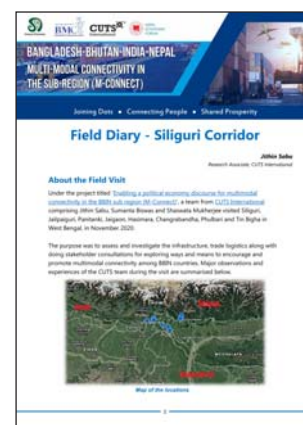 BMC CUTS
BANGLADESH-BHUTAN-INDIA-NEPAL
MULTI-MODAL CONNECTIVITY IN
THE SUB-REGION (M-CONNECT)
Joining Dots • Connecting People • Shared Prosperity
Field Diary - Siliguri Corridor
Jithin Sabu
Research Associate, CUTS International
About the Field Visit
Under the project titled 'Enabling a political economy discourse for multimodal
connectivity in the BBIN sub-region (M-Connect)', a team from CUTS International
comprising Jithin Sabu, Sumanta Biswas and Shaswata Mukherjee visited Siliguri,
Jalpaiguri, Panitanki, Jaigaon, Hasimara, Changrabandha, Phulbari and Tin Bigha in
West Bengal, in November 2020.
The purpose was to assess and investigate the infrastructure, trade logistics along with
doing stakeholder consultations for exploring ways and means to encourage and
promote multimodal connectivity among BBIN countries. Major observations and
experiences of the CUTS team during the visit are summarised below.
Map of the locations